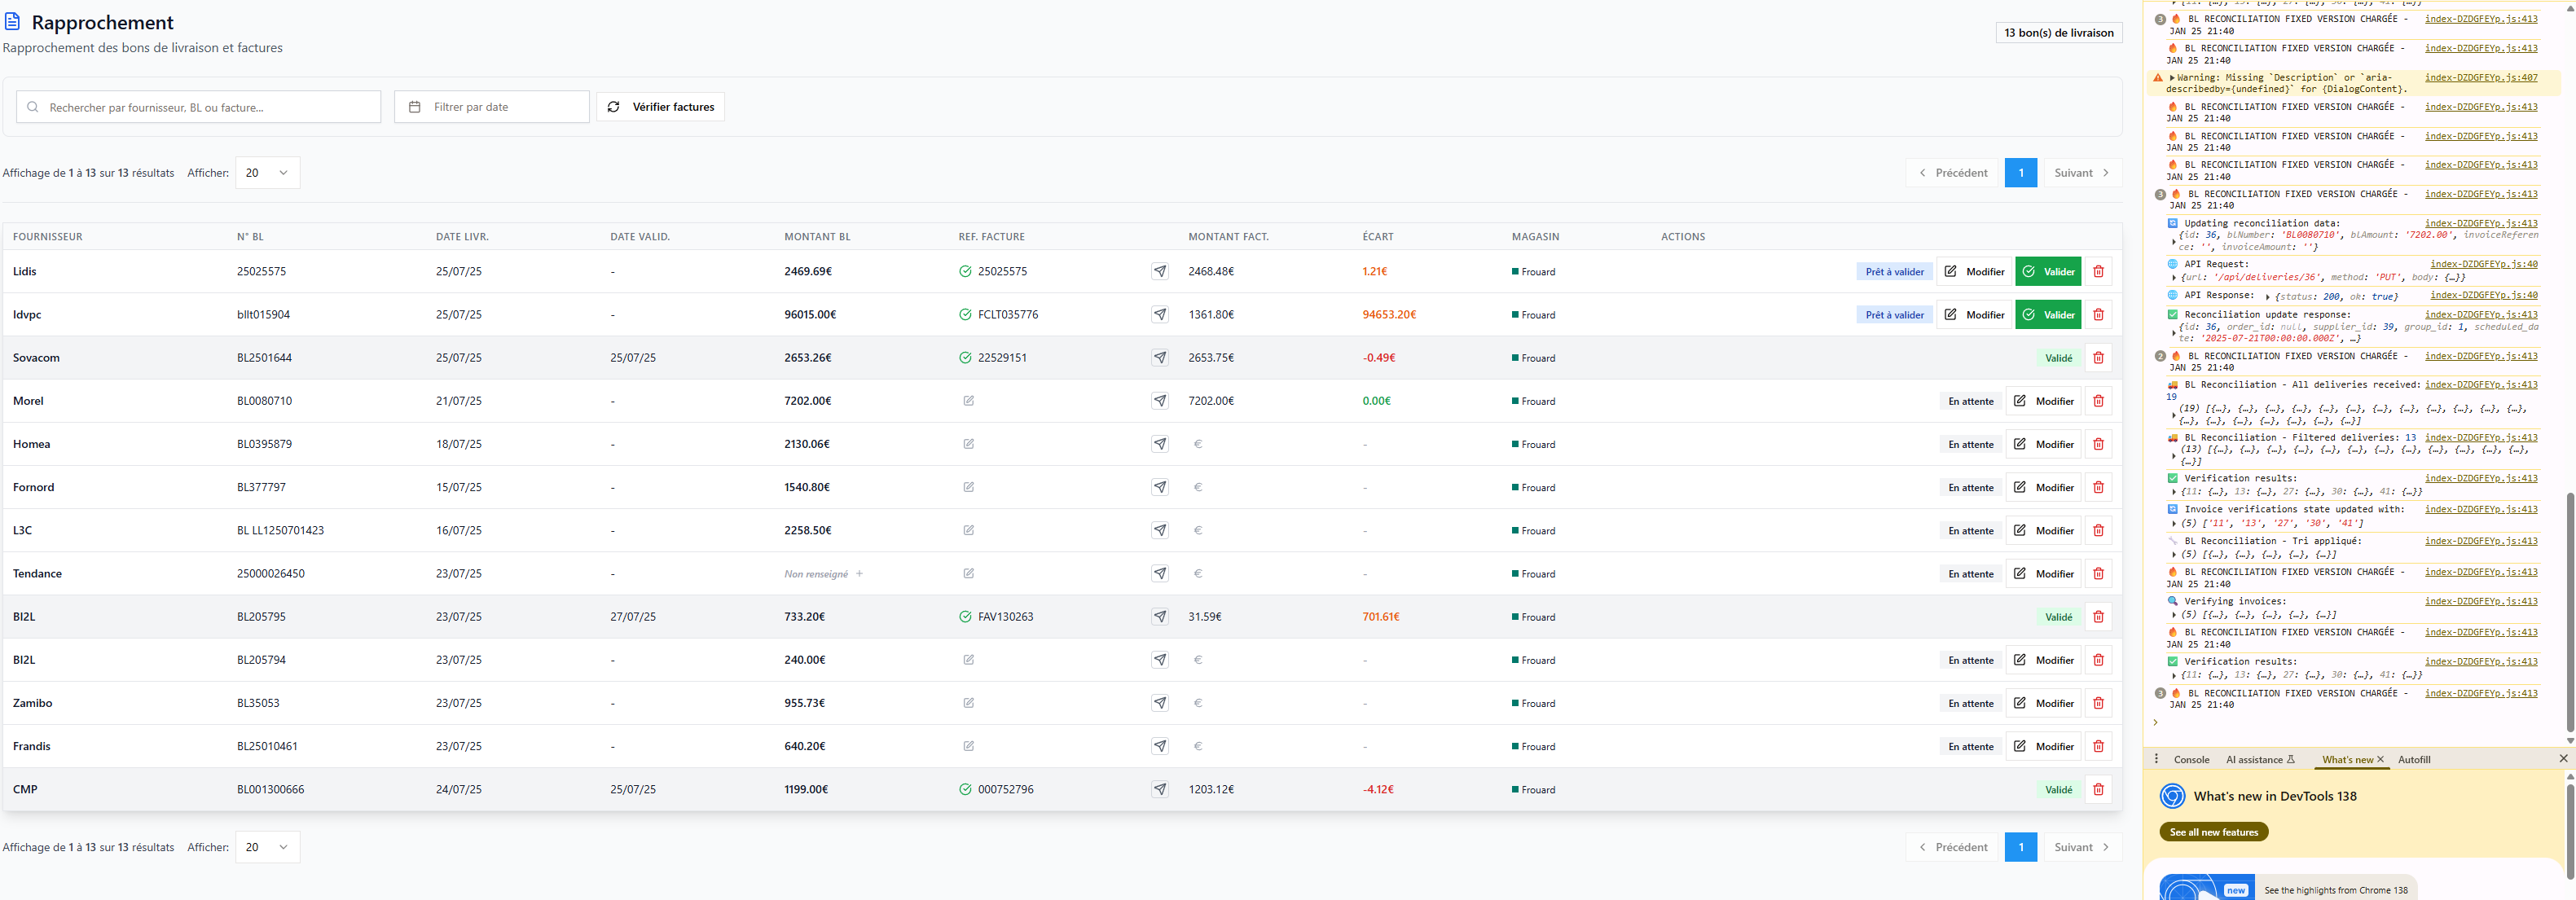 Rapprochement
Rapprochement des bons de livraison et factures
13 bon(s) de livraison
Rechercher par fournisseur, BL ou facture...
Filtrer par date
Vérifier factures
Affichage de 1 à 13 sur 13 résultats Afficher: 20
Précédent 1 Suivant
FOURNISSEUR N° BL DATE LIVR. DATE VALID. MONTANT BL REF. FACTURE MONTANT FACT. ÉCART MAGASIN ACTIONS
Lidis 25025575 25/07/25 - 2469.69€ 25025575 2468.48€ 1.21€ Frouard Prêt à valider Modifier Valider
Idvpc bllt015904 25/07/25 - 96015.00€ FCLT035776 1361.80€ 94653.20€ Frouard Prêt à valider Modifier Valider
Sovacom BL2501644 25/07/25 25/07/25 2653.26€ 22529151 2653.75€ -0.49€ Frouard Validé
Morel BL0080710 21/07/25 - 7202.00€ 7202.00€ 0.00€ Frouard En attente Modifier
Homea BL0395879 18/07/25 - 2130.06€ € - Frouard En attente Modifier
Fornord BL377797 15/07/25 - 1540.80€ € - Frouard En attente Modifier
L3C BL LL1250701423 16/07/25 - 2258.50€ € - Frouard En attente Modifier
Tendance 25000026450 23/07/25 - Non renseigné + € - Frouard En attente Modifier
BI2L BL205795 23/07/25 27/07/25 733.20€ FAV130263 31.59€ 701.61€ Frouard Validé
BI2L BL205794 23/07/25 - 240.00€ € - Frouard En attente Modifier
Zamibo BL35053 23/07/25 - 955.73€ € - Frouard En attente Modifier
Frandis BL25010461 23/07/25 - 640.20€ € - Frouard En attente Modifier
CMP BL001300666 24/07/25 25/07/25 1199.00€ 000752796 1203.12€ -4.12€ Frouard Validé
Affichage de 1 à 13 sur 13 résultats Afficher: 20
Précédent 1 Suivant
3 🔥 BL RECONCILIATION FIXED VERSION CHARGÉE - index-DZDGFEYp.js:413
JAN 25 21:40
🔥 BL RECONCILIATION FIXED VERSION CHARGÉE - index-DZDGFEYp.js:413
JAN 25 21:40
Warning: Missing `Description` or `aria- index-DZDGFEYp.js:407
describedby={undefined}` for {DialogContent}.
🔥 BL RECONCILIATION FIXED VERSION CHARGÉE - index-DZDGFEYp.js:413
JAN 25 21:40
🔥 BL RECONCILIATION FIXED VERSION CHARGÉE - index-DZDGFEYp.js:413
JAN 25 21:40
🔥 BL RECONCILIATION FIXED VERSION CHARGÉE - index-DZDGFEYp.js:413
JAN 25 21:40
3 🔥 BL RECONCILIATION FIXED VERSION CHARGÉE - index-DZDGFEYp.js:413
JAN 25 21:40
Updating reconciliation data: index-DZDGFEYp.js:413
{id: 36, blNumber: 'BL0080710', blAmount: '7202.00', invoiceReferen
ce: '', invoiceAmount: ''}
API Request: index-DZDGFEYp.js:40
{url: '/api/deliveries/36', method: 'PUT', body: {…}}
API Response: {status: 200, ok: true} index-DZDGFEYp.js:40
Reconciliation update response: index-DZDGFEYp.js:413
{id: 36, order_id: null, supplier_id: 39, group_id: 1, scheduled_da
te: '2025-07-21T00:00:00.000Z', …}
2 🔥 BL RECONCILIATION FIXED VERSION CHARGÉE - index-DZDGFEYp.js:413
JAN 25 21:40
BL Reconciliation - All deliveries received: index-DZDGFEYp.js:413
19
(19) [{…}, {…}, {…}, {…}, {…}, {…}, {…}, {…}, {…}, {…}, {…}, {…},
{…}, {…}, {…}, {…}, {…}, {…}, {…}]
BL Reconciliation - Filtered deliveries: 13 index-DZDGFEYp.js:413
(13) [{…}, {…}, {…}, {…}, {…}, {…}, {…}, {…}, {…}, {…}, {…}, {…},
{…}]
Verification results: index-DZDGFEYp.js:413
{11: {…}, 13: {…}, 27: {…}, 30: {…}, 41: {…}}
Invoice verifications state updated with: index-DZDGFEYp.js:413
(5) ['11', '13', '27', '30', '41']
BL Reconciliation - Tri appliqué: index-DZDGFEYp.js:413
(5) [{…}, {…}, {…}, {…}, {…}]
🔥 BL RECONCILIATION FIXED VERSION CHARGÉE - index-DZDGFEYp.js:413
JAN 25 21:40
Verifying invoices: index-DZDGFEYp.js:413
(5) [{…}, {…}, {…}, {…}, {…}]
🔥 BL RECONCILIATION FIXED VERSION CHARGÉE - index-DZDGFEYp.js:413
JAN 25 21:40
Verification results: index-DZDGFEYp.js:413
{11: {…}, 13: {…}, 27: {…}, 30: {…}, 41: {…}}
3 🔥 BL RECONCILIATION FIXED VERSION CHARGÉE - index-DZDGFEYp.js:413
JAN 25 21:40
Console AI assistance What's new Autofill
What's new in DevTools 138
See all new features
new See the highlights from Chrome 138